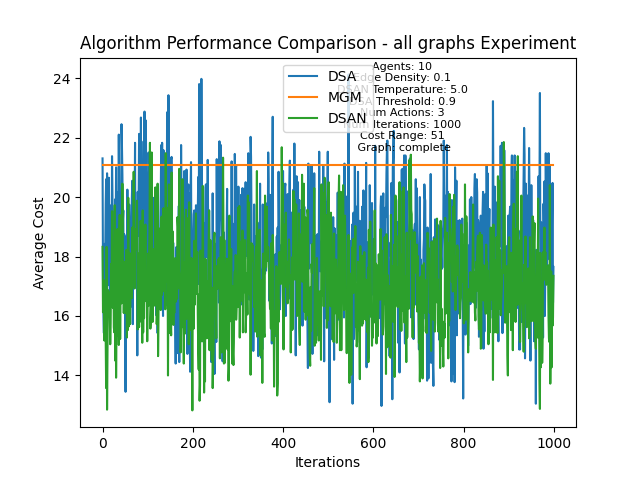 Algorithm Performance Comparison - all graphs Experiment
24
22
20
18
16
14
Average Cost
DSA
MGM
DSAN
Agents: 10
Edge Density: 0.1
Temperature: 5.0
Threshold: 0.9
Num Actions: 3
Iterations: 1000
Cost Range: 51
Graph: complete
0
200
400
600
800
1000
Iterations